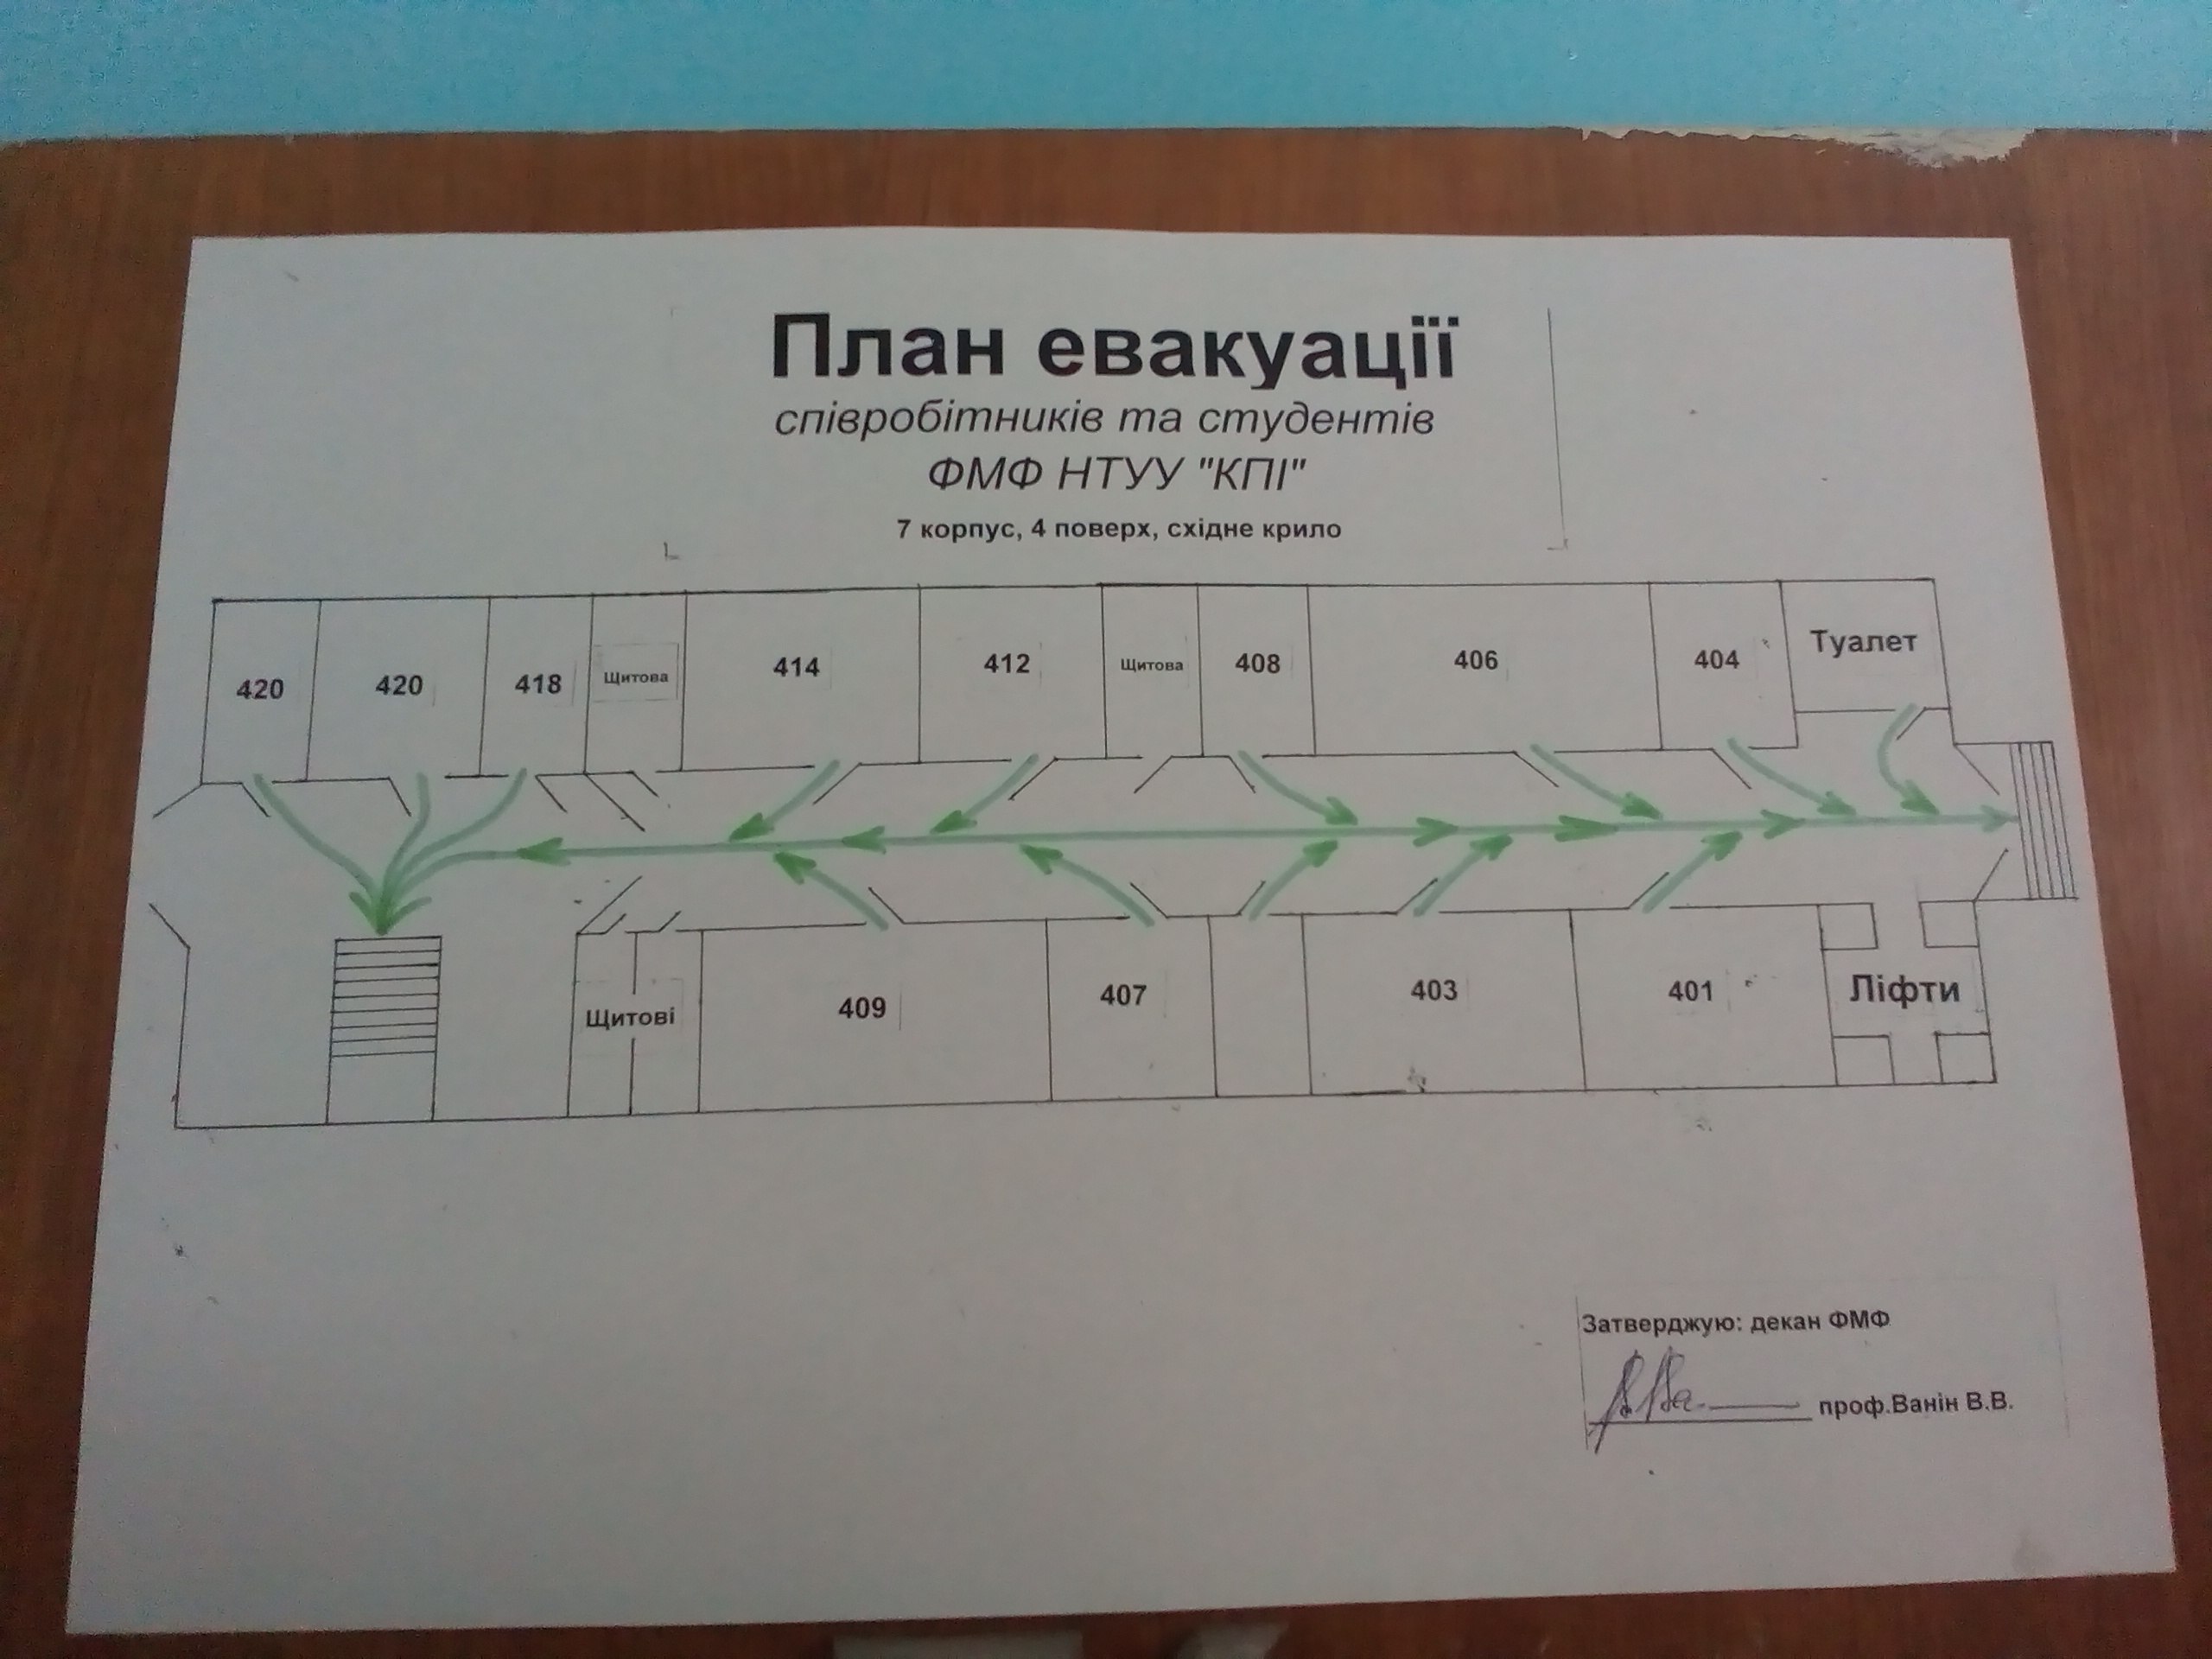 План евакуації
співробітників та студентів
ФМФ НТУУ "КПІ"
7 корпус, 4 поверх, східне крило
420
420
418
Щитова
414
412
Щитова
408
406
404
Туалет
Щитові
409
407
403
401
Ліфти
Затверджую: декан ФМФ
проф.Ванін В.В.